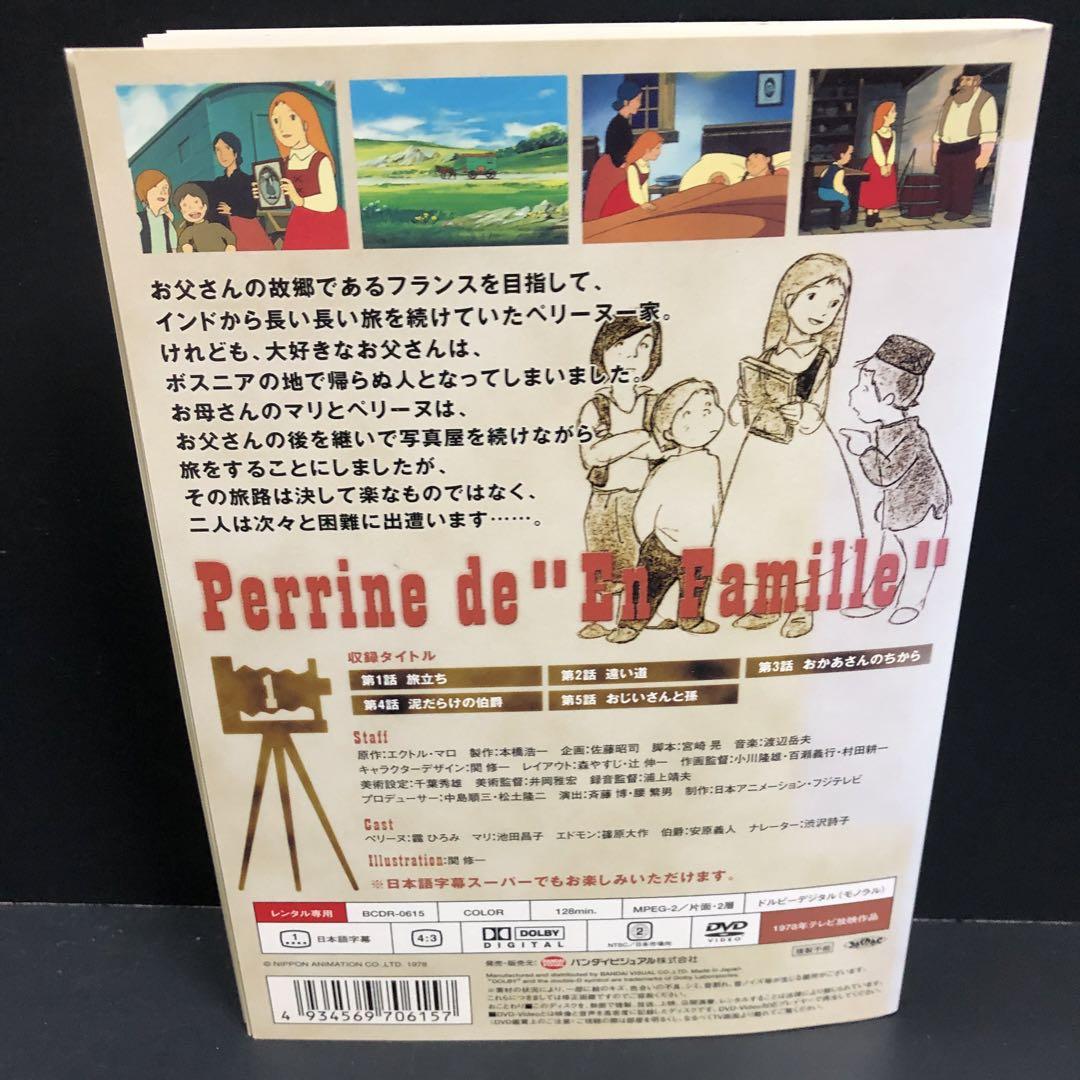 お父さんの故郷であるフランスを目指して、
インドから長い長い旅を続けていたペリーヌ一家。
けれども、大好きなお父さんは、
ボスニアの地で帰らぬ人となってしまいました。
お母さんのマリとペリーヌは、
お父さんの後を継いで写真屋を続けながら
旅をすることにしましたが、
その旅路は決して楽なものではなく、
二人は次々と困難に出遭います……。
Perrine de "En Famille"
1
収録タイトル
第1話 旅立ち 第2話 遠い道 第3話 おかあさんのちから
第4話 泥だらけの伯爵 第5話 おじいさんと孫
Staff
原作:エクトル・マロ 製作:本橋浩一 企画:佐藤昭司 脚本:宮崎 晃 音楽:渡辺岳夫
キャラクターデザイン:関 修一 レイアウト:森やすじ・辻 伸一 作画監督:小川隆雄・百瀬義行・村田耕一
美術設定:千葉秀雄 美術監督:井岡雅宏 録音監督:浦上靖夫
プロデューサー:中島順三・松土隆二 演出:斉藤 博・腰 繁男 制作:日本アニメーション・フジテレビ
Cast
ペリーヌ:鶴 ひろみ マリ:池田昌子 エドモン:篠原大作 伯爵:安原義人 ナレーター:渋沢詩子
Illustration:関 修一
※日本語字幕スーパーでもお楽しみいただけます。
レンタル専用 BCDR-0615 COLOR 128min. MPEG-2/片面・2層 ドルビーデジタル(モノラル)
1 日本語字幕 4:3 DOLBY DIGITAL 2 NTSC/日本市場向 DVD VIDEO 1978年テレビ放映作品
複製不能
© NIPPON ANIMATION CO.,LTD. 1978 発売・販売元: BANDAI バンダイビジュアル株式会社
Manufactured and distributed by BANDAI VISUAL CO.,LTD. Made in Japan.
"DOLBY" and the double-D symbol are trademarks of Dolby Laboratories.
4 934569 706157